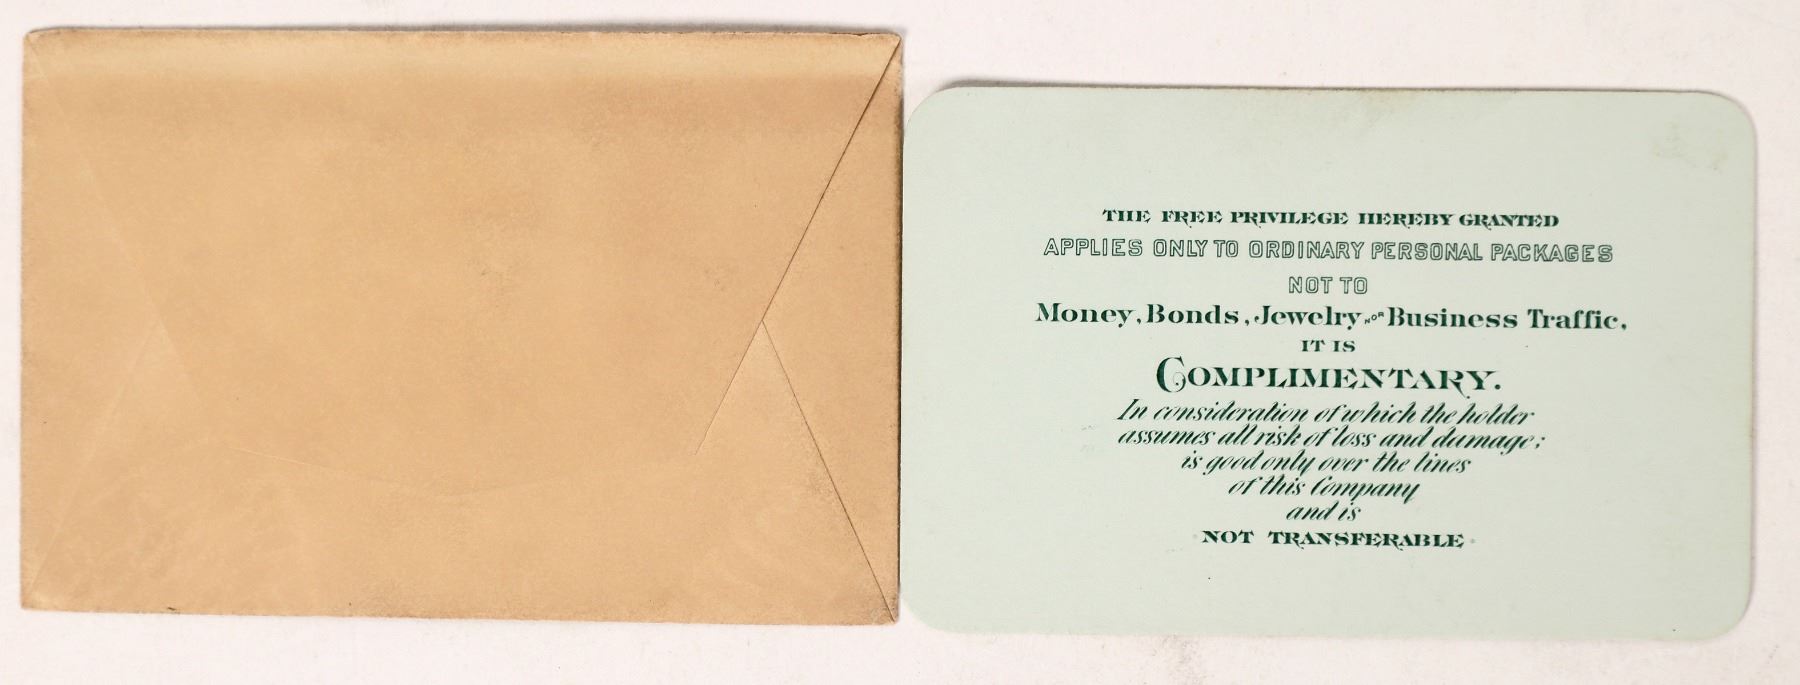 THE FREE PRIVILEGE HEREBY GRANTED
APPLIES ONLY TO ORDINARY PERSONAL PACKAGES
NOT TO
Money, Bonds, Jewelry NOR Business Traffic,
IT IS
COMPLIMENTARY.
In consideration of which the holder
assumes all risk of loss and damage;
is good only over the lines
of this Company
and is
NOT TRANSFERABLE